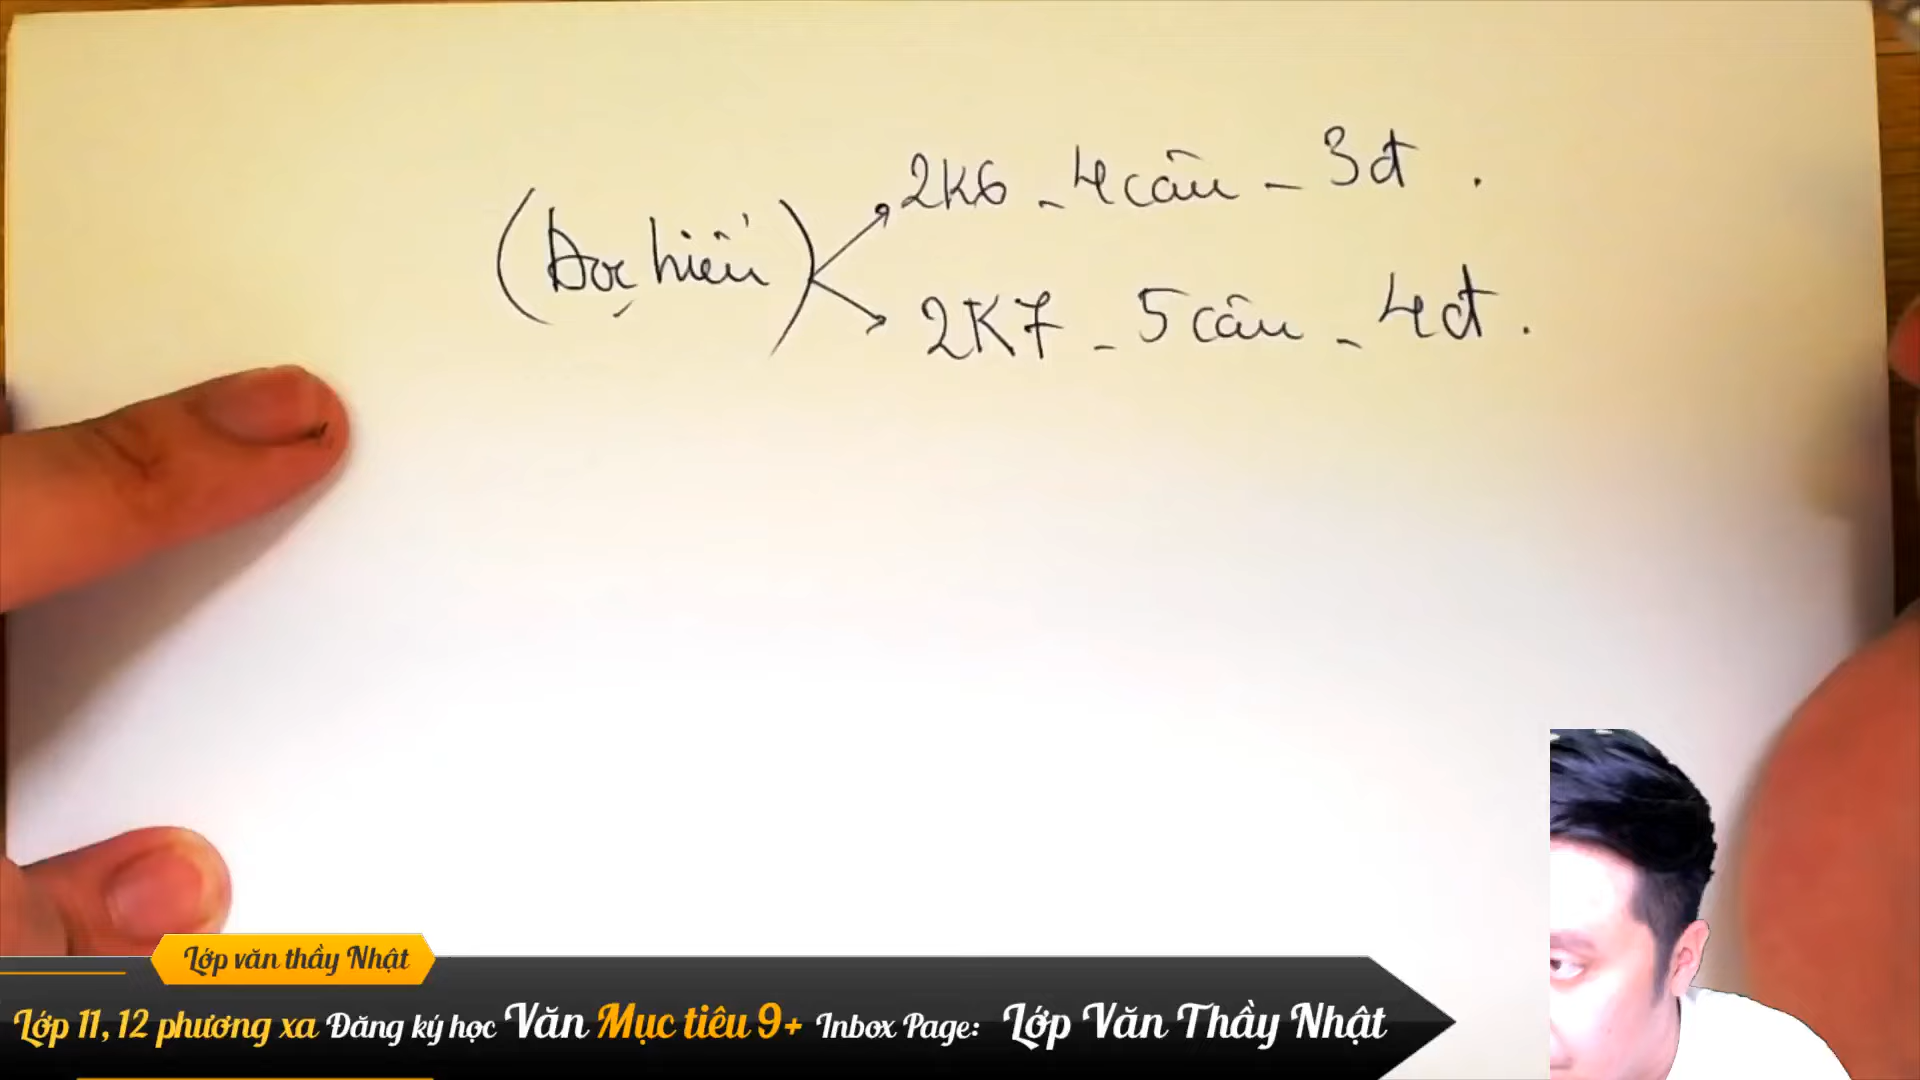 2K6 - 4 câu - 3đ.
(Đọc hiểu)
2K7 - 5 câu - 4đ.
Lớp văn thầy Nhật
Lớp 11, 12 phương xa Đăng ký học Văn Mục tiêu 9+ Inbox Page: Lớp Văn Thầy Nhật